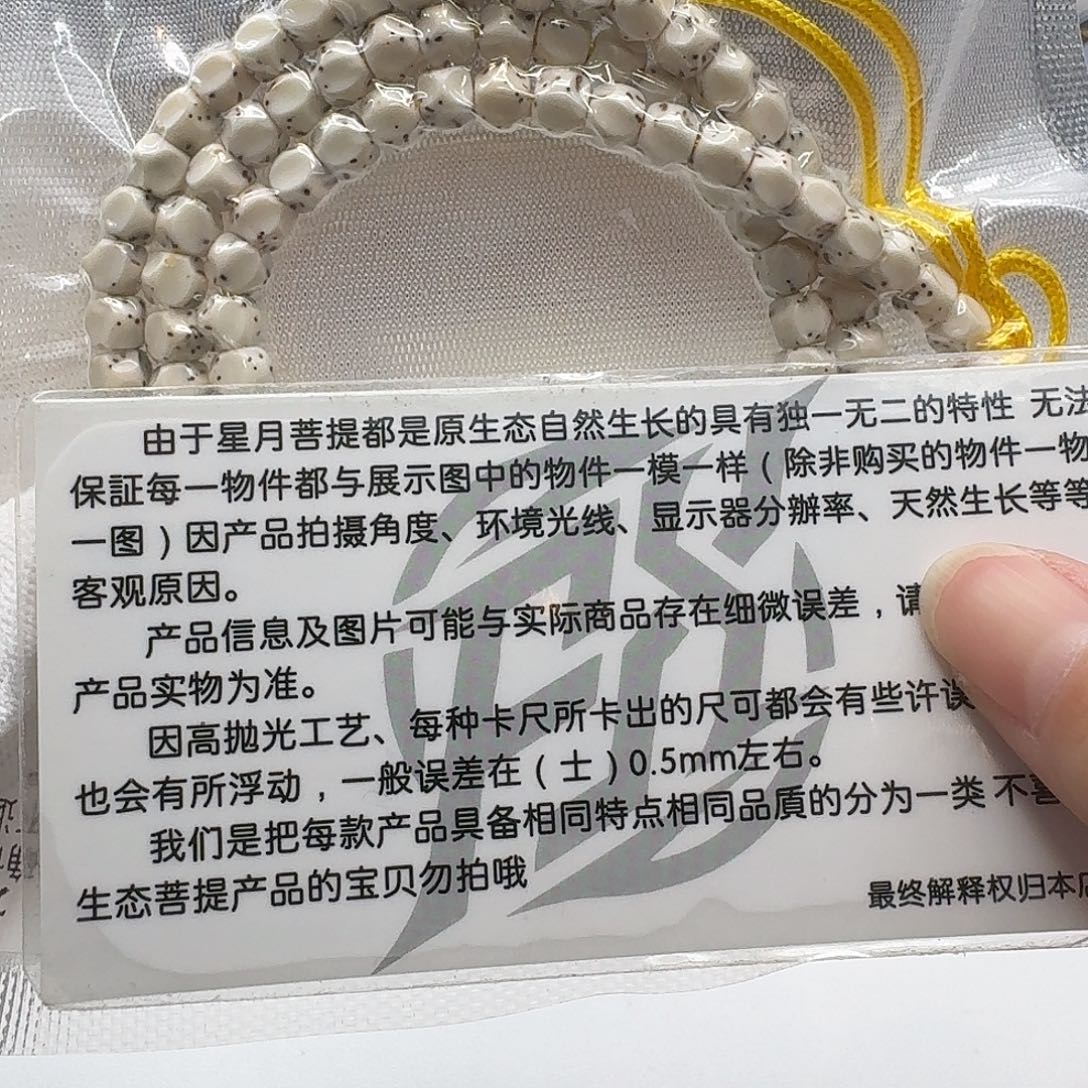 由于星月菩提都是原生态自然生长的具有独一无二的特性 无法
保証每一物件都与展示图中的物件一模一样（除非购买的物件一物
一图）因产品拍摄角度、环境光线、显示器分辦率、天然生长等等
客观原因。
产品信息及图片可能与实际商品存在细微误差，请
产品实物为准。
因高抛光工艺、每种卡尺所卡出的尺可都会有些许误
也会有所浮动，一般误差在（士）0.5mm左右。
我们是把每款产品具备相同特点相同品質的分为一类 不喜
生态菩提产品的宝贝勿拍哦
最终解释权归本店